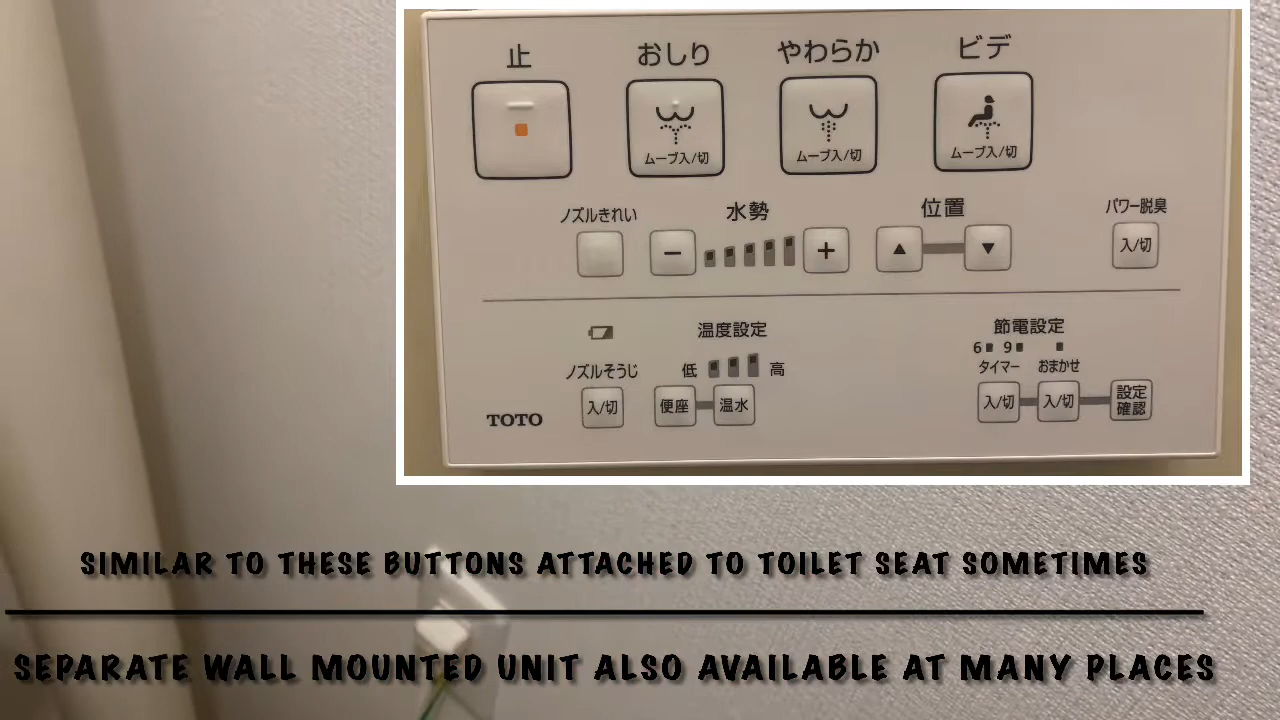 止 おしり やわらか ビデ
ムーブ入/切 ムーブ入/切 ムーブ入/切
ノズルきれい 水勢 位置 パワー脱臭
− + ▲ ▼ 入/切
温度設定 節電設定
6 9
ノズルそうじ 低 高 タイマー おまかせ
入/切 便座 温水 入/切 入/切 設定確認
TOTO
SIMILAR TO THESE BUTTONS ATTACHED TO TOILET SEAT SOMETIMES
SEPARATE WALL MOUNTED UNIT ALSO AVAILABLE AT MANY PLACES